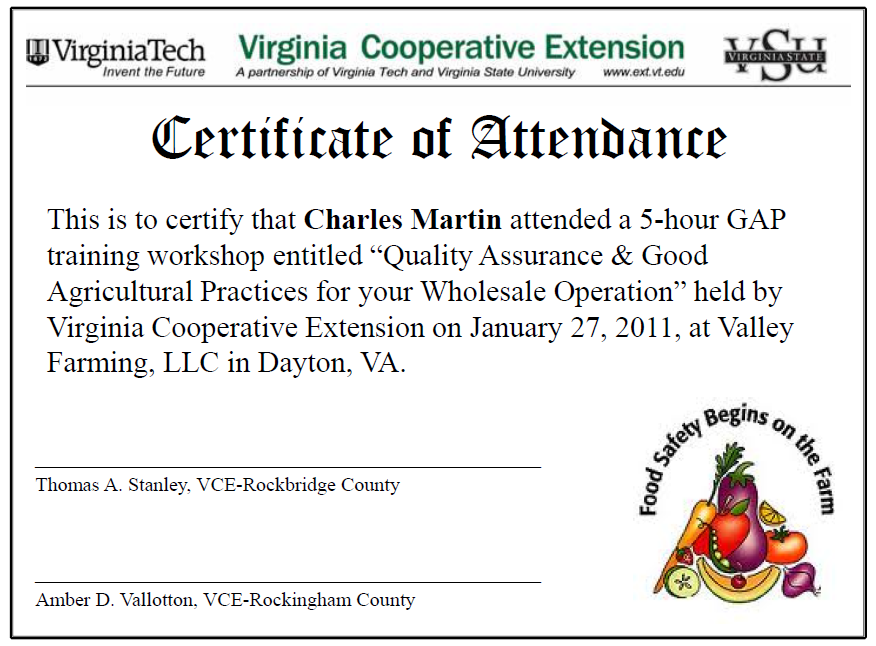 VirginiaTech
Invent the Future
Virginia Cooperative Extension
A partnership of Virginia Tech and Virginia State University www.ext.vt.edu
VSU
VIRGINIA STATE
Certificate of Attendance
This is to certify that Charles Martin attended a 5-hour GAP
training workshop entitled “Quality Assurance & Good
Agricultural Practices for your Wholesale Operation” held by
Virginia Cooperative Extension on January 27, 2011, at Valley
Farming, LLC in Dayton, VA.
Food Safety Begins on the Farm
Thomas A. Stanley, VCE-Rockbridge County
Amber D. Vallotton, VCE-Rockingham County